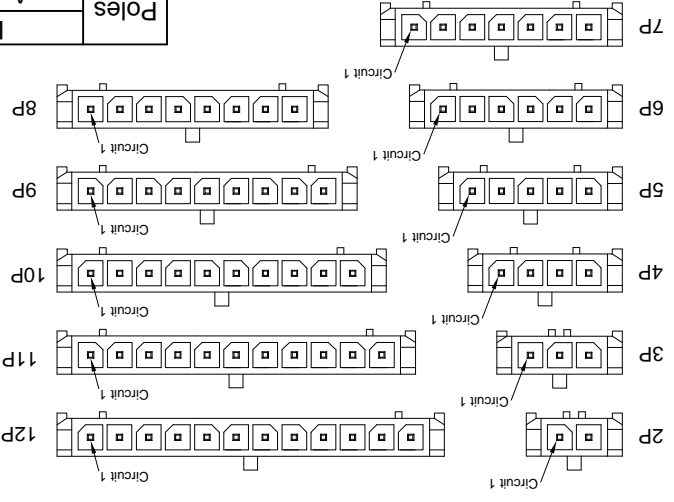 Circuit 1 Circuit 1
2P 12P
Circuit 1 Circuit 1
3P 11P
Circuit 1 Circuit 1
4P 10P
Circuit 1 Circuit 1
5P 9P
Circuit 1 Circuit 1
6P 8P
Circuit 1
7P
Poles